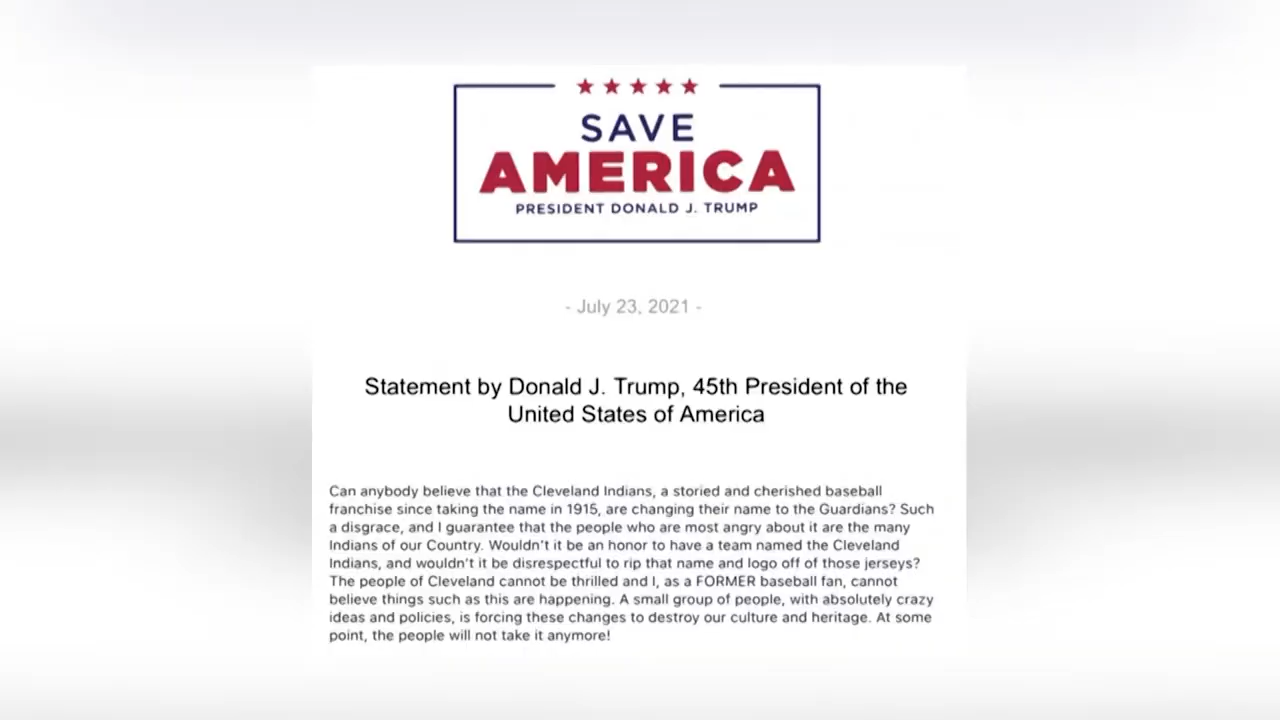 SAVE
AMERICA
PRESIDENT DONALD J. TRUMP
- July 23, 2021 -
Statement by Donald J. Trump, 45th President of the
United States of America
Can anybody believe that the Cleveland Indians, a storied and cherished baseball
franchise since taking the name in 1915, are changing their name to the Guardians? Such
a disgrace, and I guarantee that the people who are most angry about it are the many
Indians of our Country. Wouldn't it be an honor to have a team named the Cleveland
Indians, and wouldn't it be disrespectful to rip that name and logo off of those jerseys?
The people of Cleveland cannot be thrilled and I, as a FORMER baseball fan, cannot
believe things such as this are happening. A small group of people, with absolutely crazy
ideas and policies, is forcing these changes to destroy our culture and heritage. At some
point, the people will not take it anymore!